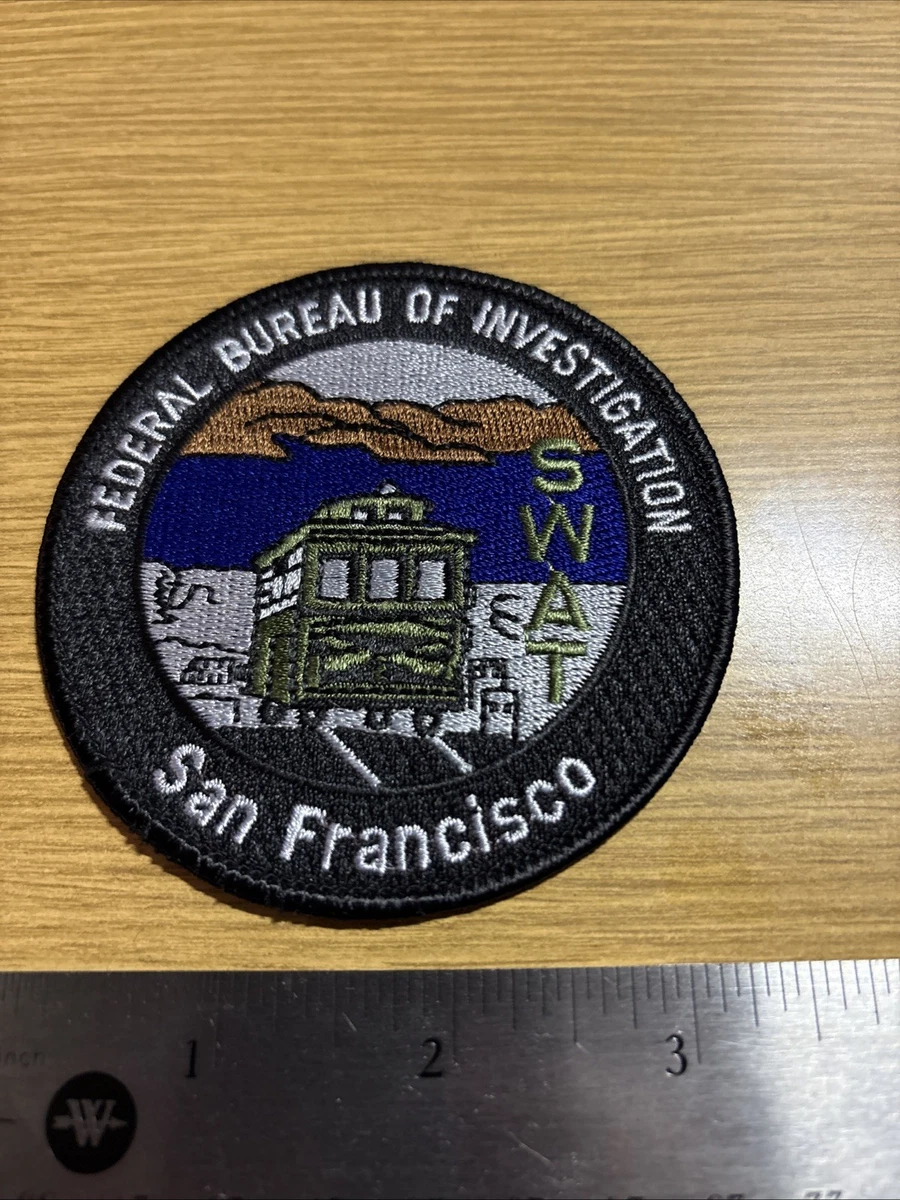 FEDERAL BUREAU OF INVESTIGATION
SWAT
San Francisco
1 2 3
W